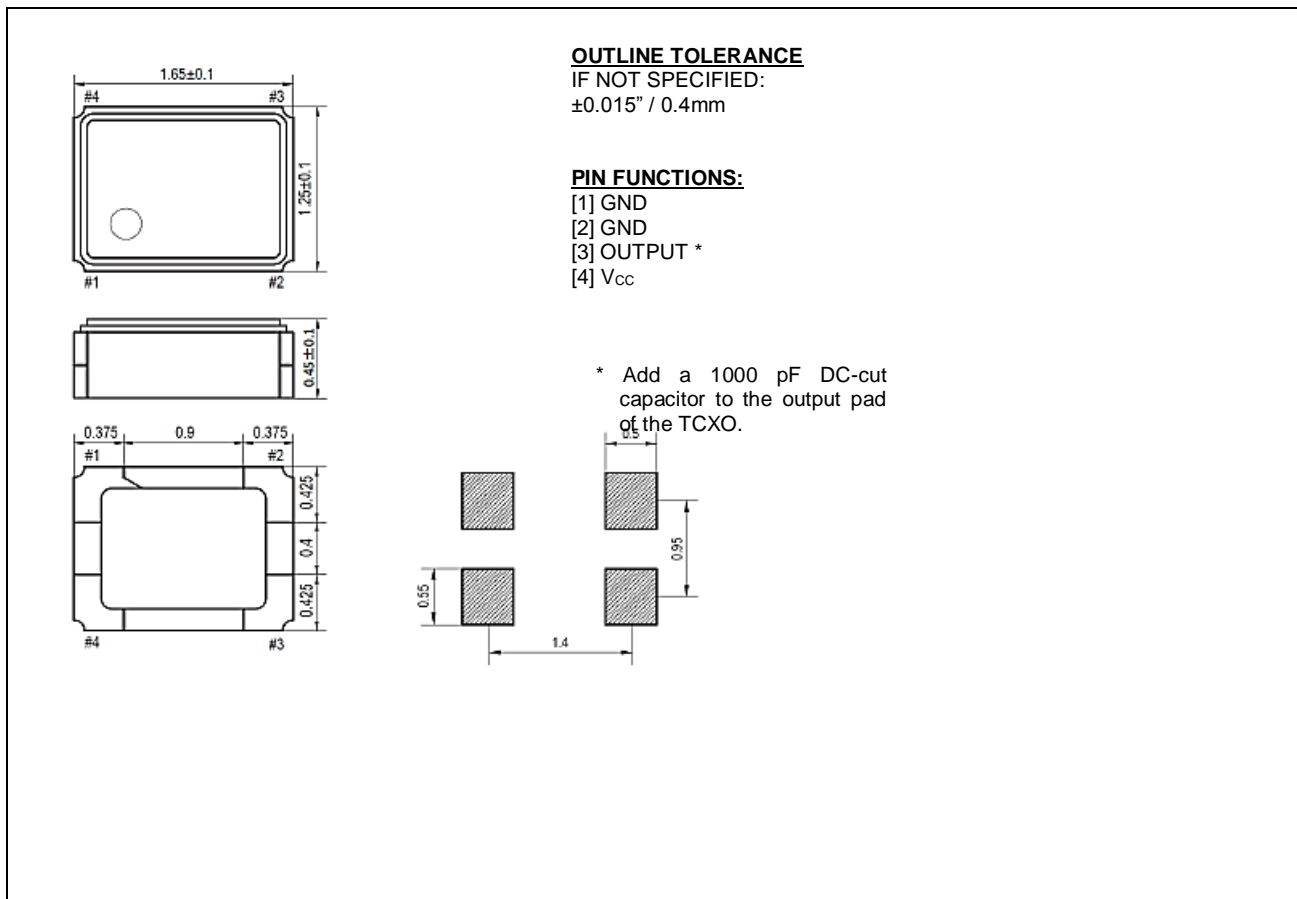 OUTLINE TOLERANCE
IF NOT SPECIFIED:
±0.015” / 0.4mm
PIN FUNCTIONS:
[1] GND
[2] GND
[3] OUTPUT *
[4] VCC
* Add a 1000 pF DC-cut
capacitor to the output pad
of the TCXO.
1.65±0.1
#4 #3
1.25±0.1
#1 #2
0.45±0.1
0.375 0.9 0.375
#1 #2
0.425
0.4
0.425
#4 #3
0.5
0.95
0.55
1.4